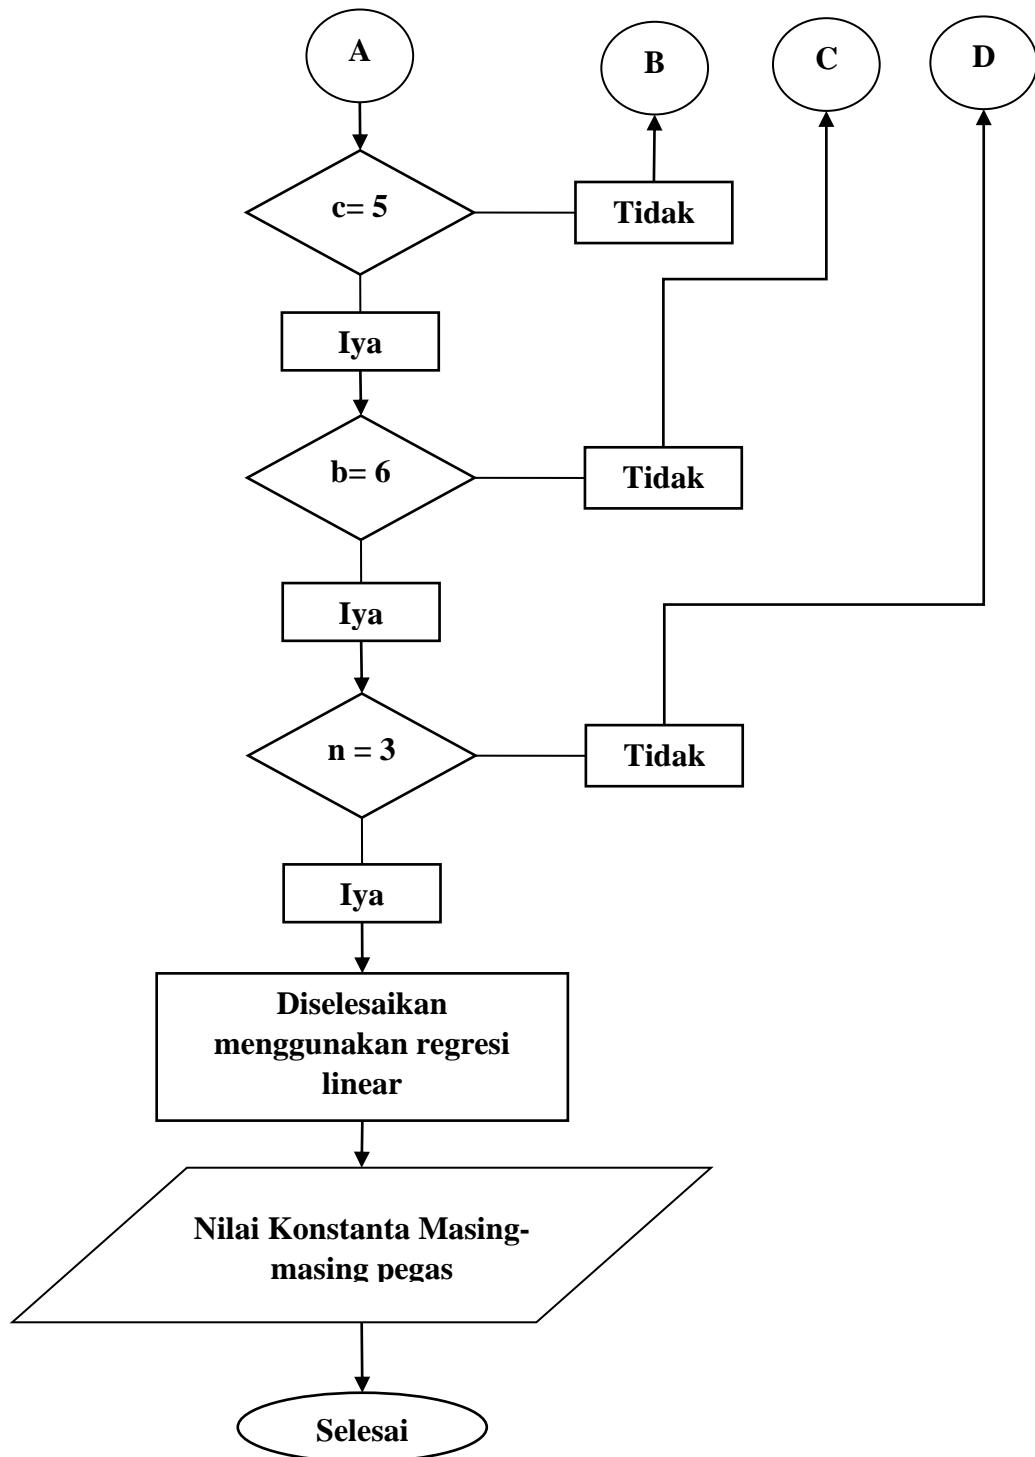 A
B
C
D
c= 5
Tidak
Iya
b= 6
Tidak
Iya
n = 3
Tidak
Iya
Diselesaikan
menggunakan regresi
linear
Nilai Konstanta Masing-
masing pegas
Selesai